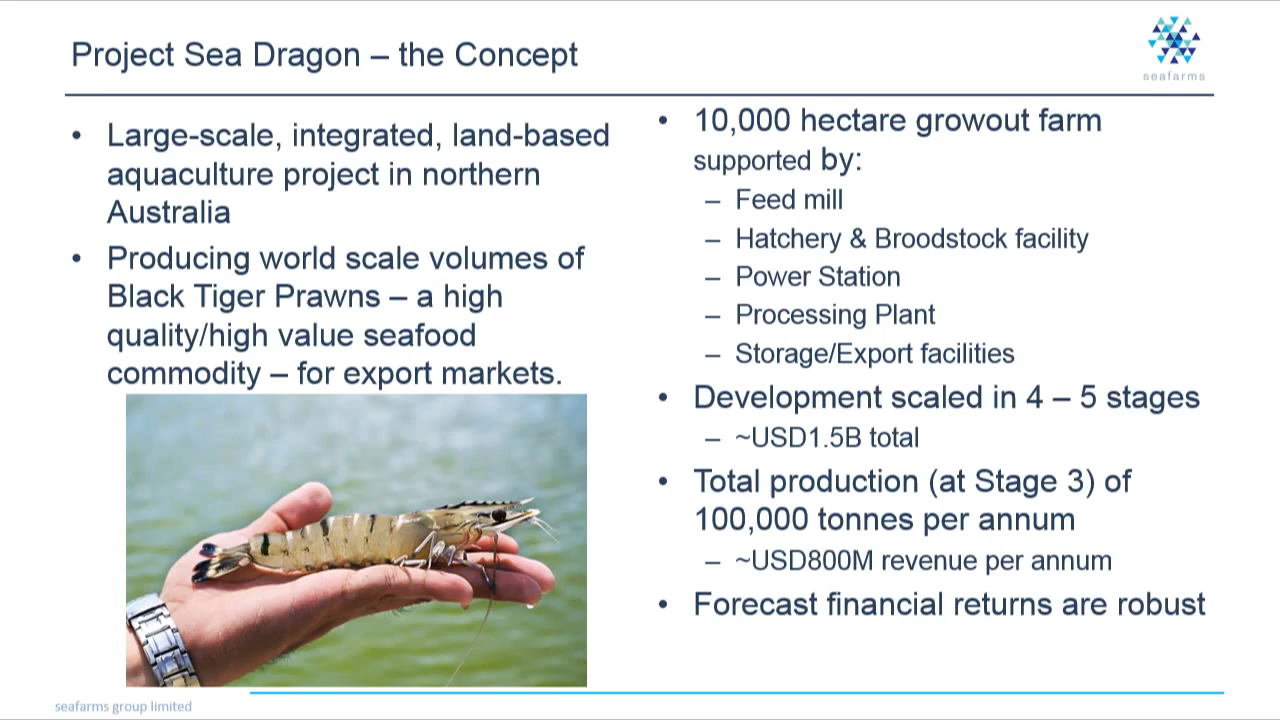 Project Sea Dragon – the Concept
seafarms
• Large-scale, integrated, land-based
aquaculture project in northern
Australia
• Producing world scale volumes of
Black Tiger Prawns – a high
quality/high value seafood
commodity – for export markets.
• 10,000 hectare growout farm
supported by:
– Feed mill
– Hatchery & Broodstock facility
– Power Station
– Processing Plant
– Storage/Export facilities
• Development scaled in 4 – 5 stages
– ~USD1.5B total
• Total production (at Stage 3) of
100,000 tonnes per annum
– ~USD800M revenue per annum
• Forecast financial returns are robust
seafarms group limited